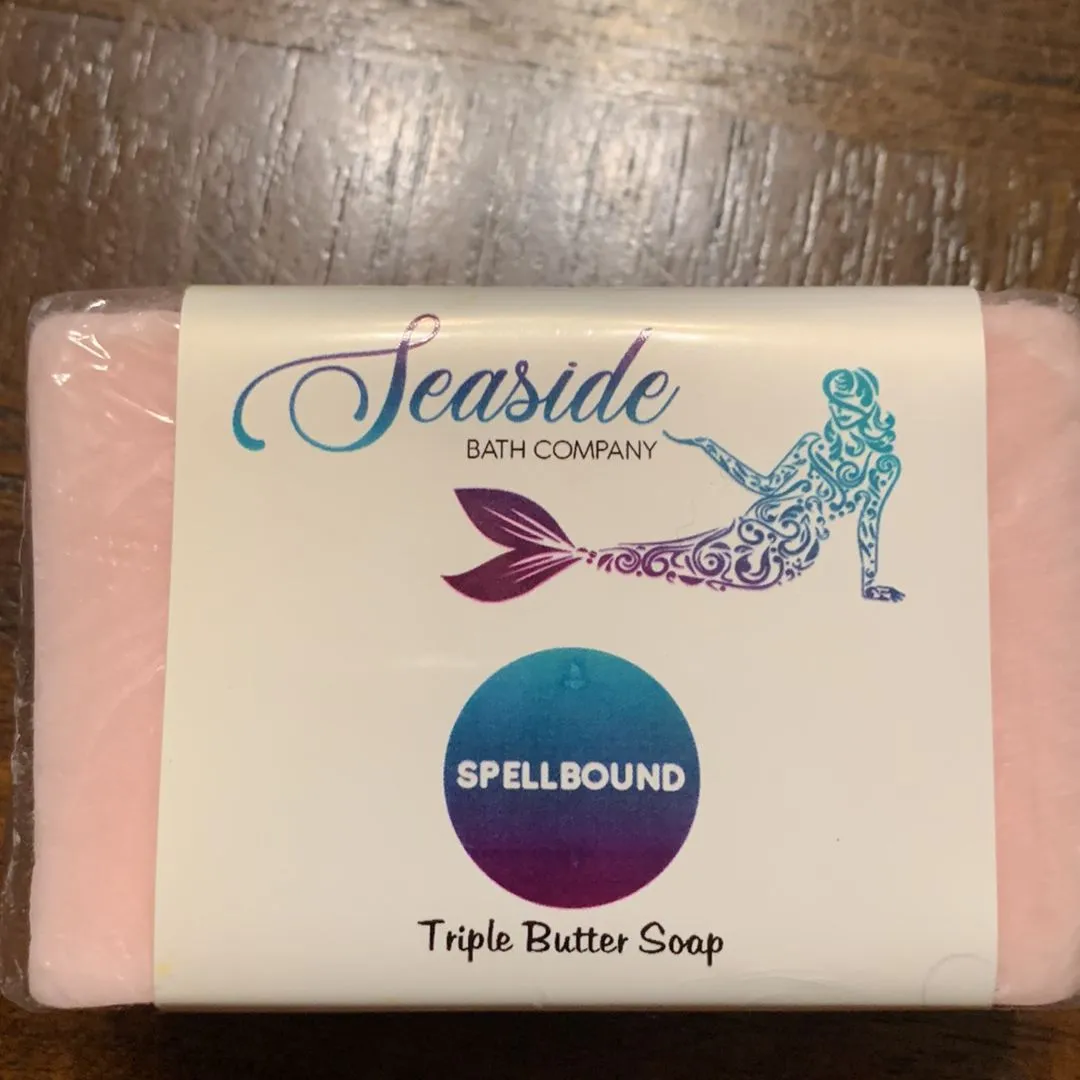 Seaside
BATH COMPANY
SPELLBOUND
Triple Butter Soap